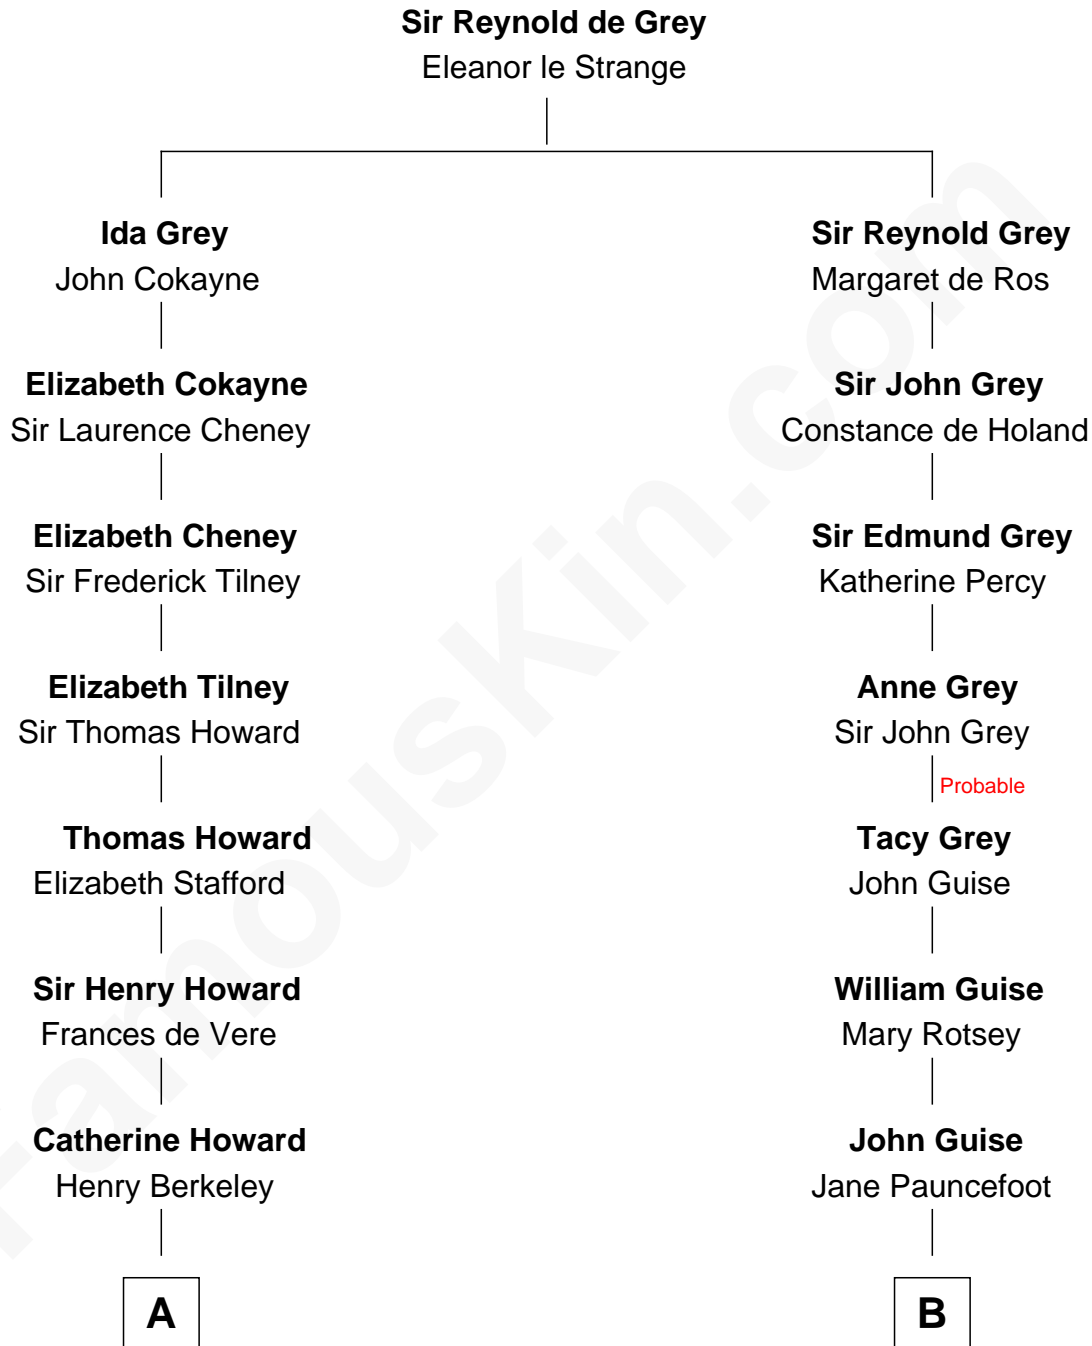 Sir Reynold de Grey
Eleanor le Strange
Ida Grey
John Cokayne
Sir Reynold Grey
Margaret de Ros
Elizabeth Cokayne
Sir Laurence Cheney
Sir John Grey
Constance de Holand
Elizabeth Cheney
Sir Frederick Tilney
Sir Edmund Grey
Katherine Percy
Elizabeth Tilney
Sir Thomas Howard
Anne Grey
Sir John Grey
Probable
Thomas Howard
Elizabeth Stafford
Tacy Grey
John Guise
Sir Henry Howard
Frances de Vere
William Guise
Mary Rotsey
Catherine Howard
Henry Berkeley
John Guise
Jane Pauncefoot
A
B
FamousKin.com